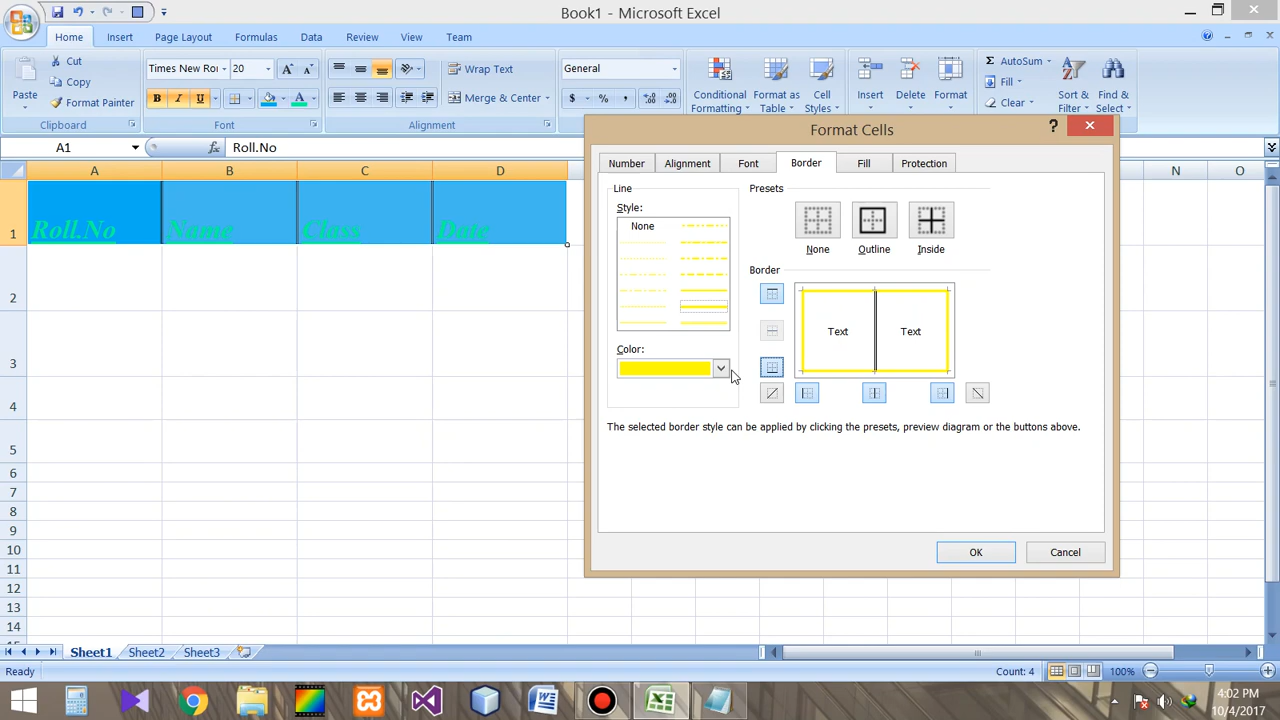 Book1 - Microsoft Excel
Home Insert Page Layout Formulas Data Review View Team
Paste
Cut
Copy
Format Painter
Clipboard
Times New Roi 20
B I U
Font
Wrap Text
Merge & Center
Alignment
General
$ % ,
Conditional Formatting
Format as Table
Cell Styles
Insert Delete Format
AutoSum
Fill
Clear
Sort & Filter
Find & Select
A1 fx Roll.No
A B C D N O
1 Roll.No Name Class Date
2
3
4
5
6
7
8
9
10
11
12
13
14
Format Cells
?
Number Alignment Font Border Fill Protection
Line
Style:
None
Color:
Presets
None Outline Inside
Border
Text Text
The selected border style can be applied by clicking the presets, preview diagram or the buttons above.
OK Cancel
Sheet1 Sheet2 Sheet3
Ready Count: 4 100%
4:02 PM
10/4/2017